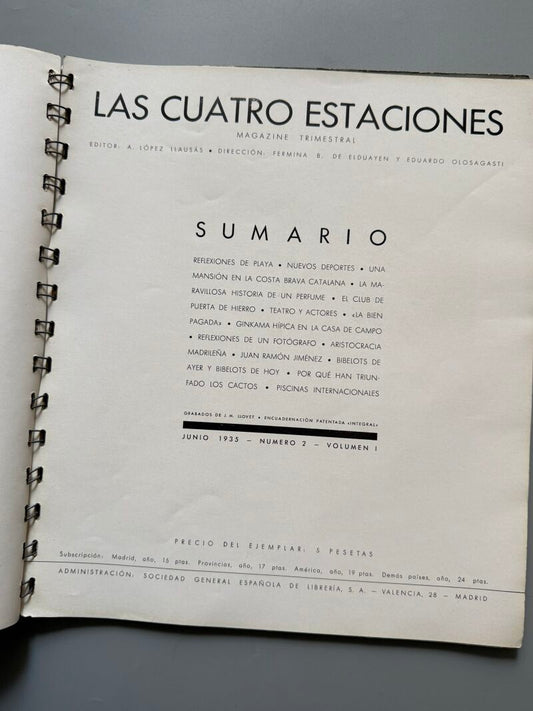 LAS CUATRO ESTACIONES
MAGAZINE TRIMESTRAL
EDITOR: A. LÓPEZ LLAUSÁS • DIRECCIÓN: FERMINA B. DE ELDUAYEN Y EDUARDO OLOSAGASTI
SUMARIO
REFLEXIONES DE PLAYA • NUEVOS DEPORTES • UNA
MANSIÓN EN LA COSTA BRAVA CATALANA • LA MA-
RAVILLOSA HISTORIA DE UN PERFUME • EL CLUB DE
PUERTA DE HIERRO • TEATRO Y ACTORES • «LA BIEN
PAGADA» • GINKAMA HÍPICA EN LA CASA DE CAMPO
• REFLEXIONES DE UN FOTÓGRAFO • ARISTOCRACIA
MADRILEÑA • JUAN RAMÓN JIMÉNEZ • BIBELOTS DE
AYER Y BIBELOTS DE HOY • POR QUÉ HAN TRIUN-
FADO LOS CACTOS • PISCINAS INTERNACIONALES
GRABADOS DE J. M. LLOVET • ENCUADERNACIÓN PATENTADA «INTEGRAL»
JUNIO 1935 — NUMERO 2 — VOLUMEN I
PRECIO DEL EJEMPLAR: 5 PESETAS
Subscripción: Madrid, año, 16 ptas. Provincias, año, 17 ptas. América, año, 19 ptas. Demás países, año, 24 ptas.
ADMINISTRACIÓN: SOCIEDAD GENERAL ESPAÑOLA DE LIBRERÍA, S. A. — VALENCIA, 28 — MADRID